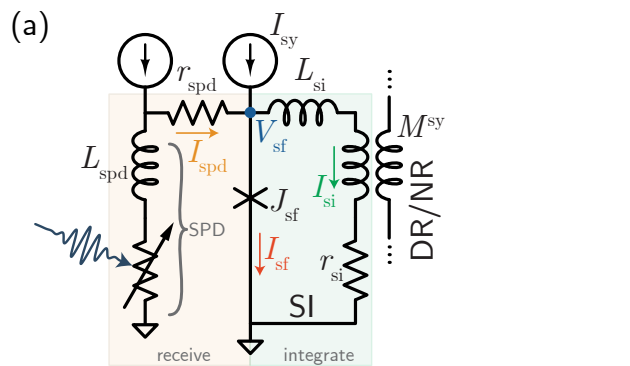 (a)
I_sy
r_spd
L_si
M^sy
V_sf
I_spd
L_spd
I_si
SPD
J_sf
DR/NR
I_sf
r_si
SI
receive
integrate